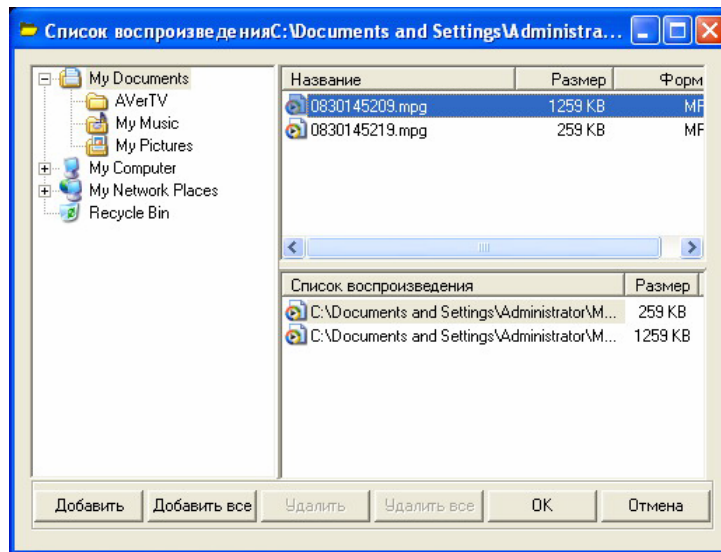 Список воспроизведенияC:\Documents and Settings\Administra...
My Documents
AVerTV
My Music
My Pictures
My Computer
My Network Places
Recycle Bin
Название Размер Форм
0830145209.mpg 1259 KB
0830145219.mpg 259 KB
Список воспроизведения Размер
C:\Documents and Settings\Administrator\M... 259 KB
C:\Documents and Settings\Administrator\M... 1259 KB
Добавить Добавить все Удалить Удалить все OK Отмена